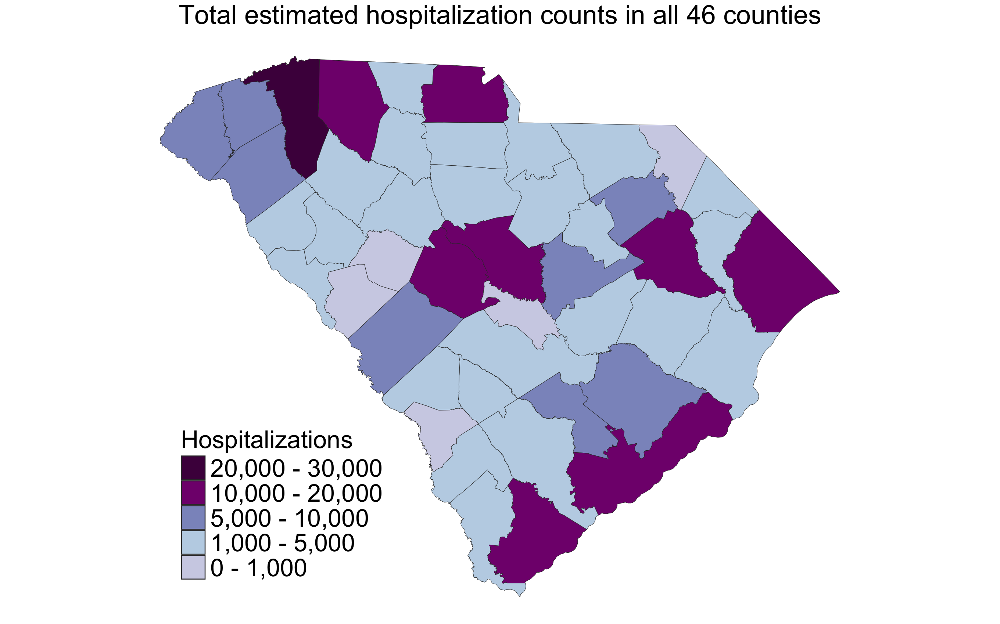 Total estimated hospitalization counts in all 46 counties
Hospitalizations
20,000 - 30,000
10,000 - 20,000
5,000 - 10,000
1,000 - 5,000
0 - 1,000